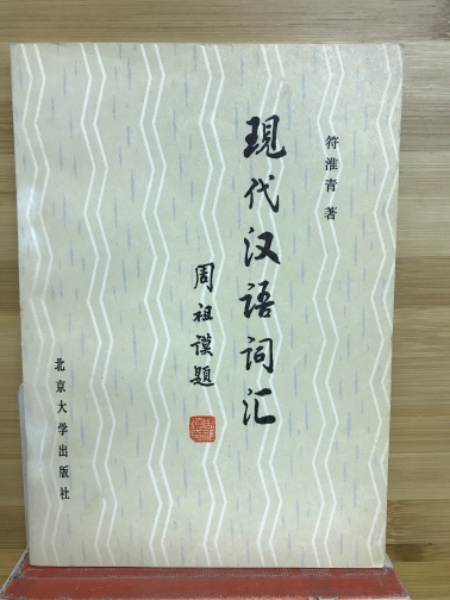 符淮青 著
現代汉语词汇
周祖谟題
北京大学出版社